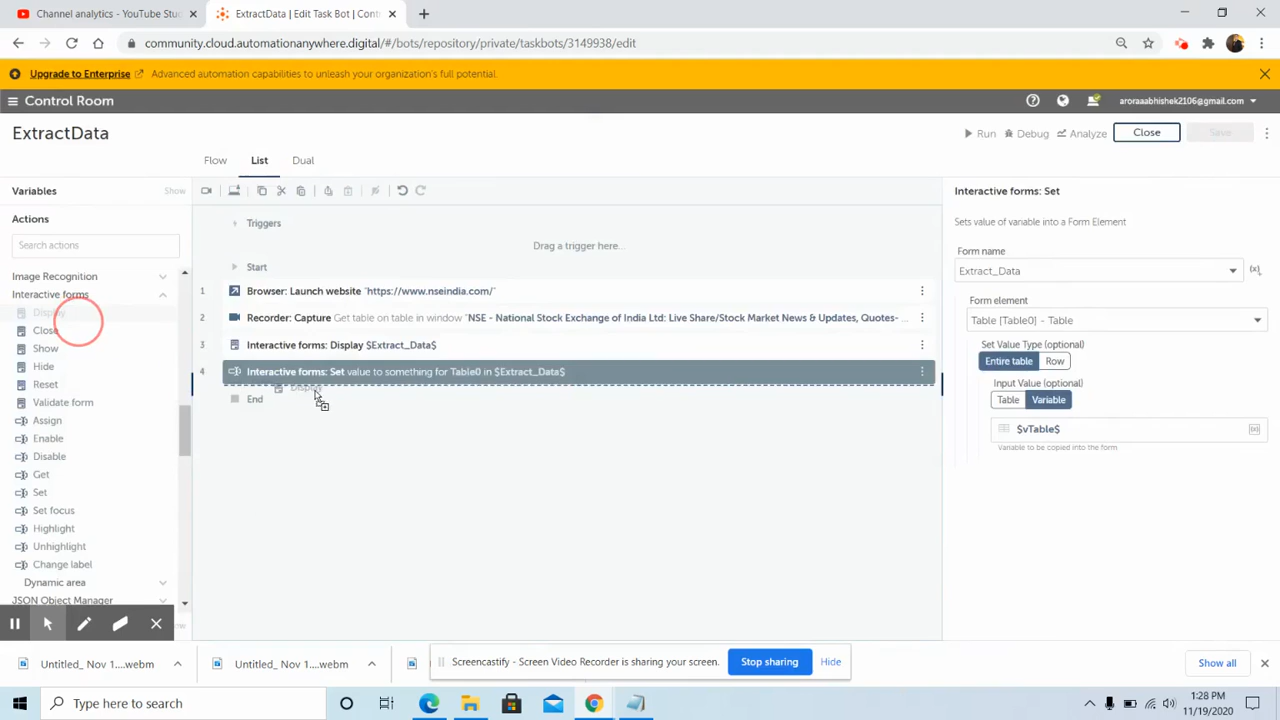 Channel analytics - YouTube Stud
ExtractData | Edit Task Bot | Cont
community.cloud.automationanywhere.digital/#/bots/repository/private/taskbots/3149938/edit
Upgrade to Enterprise
Advanced automation capabilities to unleash your organization's full potential.
Control Room
aroraaabhishek2106@gmail.com
ExtractData
Run
Debug
Analyze
Close
Save
Flow
List
Dual
Variables
Show
Actions
Search actions
Image Recognition
Interactive forms
Display
Close
Show
Hide
Reset
Validate form
Assign
Enable
Disable
Get
Set
Set focus
Highlight
Unhighlight
Change label
Dynamic area
JSON Object Manager
Triggers
Drag a trigger here...
Start
1 Browser: Launch website "https://www.nseindia.com/"
2 Recorder: Capture Get table on table in window "NSE - National Stock Exchange of India Ltd: Live Share/Stock Market News & Updates, Quotes- ...
3 Interactive forms: Display $Extract_Data$
4 Interactive forms: Set value to something for Table0 in $Extract_Data$
Display
End
Interactive forms: Set
Sets value of variable into a Form Element
Form name
Extract_Data
Form element
Table [Table0] - Table
Set Value Type (optional)
Entire table
Row
Input Value (optional)
Table
Variable
$vTable$
Variable to be copied into the form
Untitled_ Nov 1....webm
Untitled_ Nov 1....webm
Screencastify - Screen Video Recorder is sharing your screen.
Stop sharing
Hide
Show all
Type here to search
1:28 PM
11/19/2020